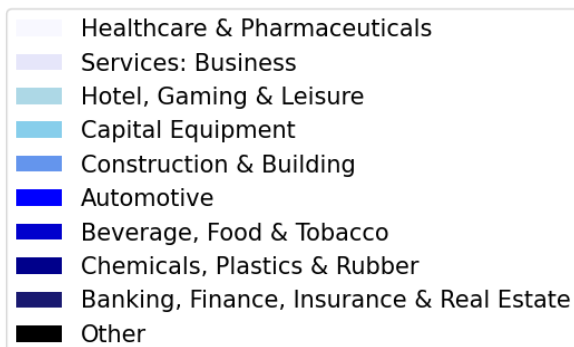 Healthcare & Pharmaceuticals
Services: Business
Hotel, Gaming & Leisure
Capital Equipment
Construction & Building
Automotive
Beverage, Food & Tobacco
Chemicals, Plastics & Rubber
Banking, Finance, Insurance & Real Estate
Other